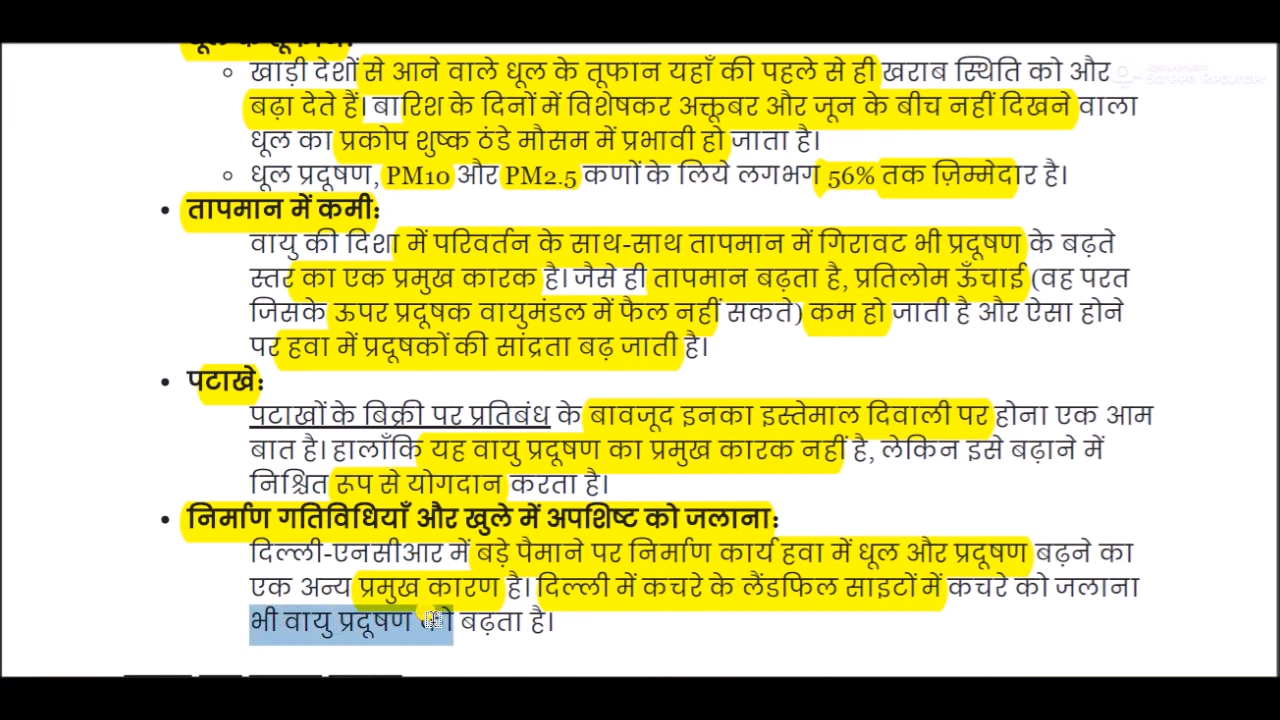 धूल के तूफान:
खाड़ी देशों से आने वाले धूल के तूफान यहाँ की पहले से ही खराब स्थिति को और
बढ़ा देते हैं। बारिश के दिनों में विशेषकर अक्तूबर और जून के बीच नहीं दिखने वाला
धूल का प्रकोप शुष्क ठंडे मौसम में प्रभावी हो जाता है।
धूल प्रदूषण, PM10 और PM2.5 कणों के लिये लगभग 56% तक ज़िम्मेदार है।
तापमान में कमी:
वायु की दिशा में परिवर्तन के साथ-साथ तापमान में गिरावट भी प्रदूषण के बढ़ते
स्तर का एक प्रमुख कारक है। जैसे ही तापमान बढ़ता है, प्रतिलोम ऊँचाई (वह परत
जिसके ऊपर प्रदूषक वायुमंडल में फैल नहीं सकते) कम हो जाती है और ऐसा होने
पर हवा में प्रदूषकों की सांद्रता बढ़ जाती है।
पटाखे:
पटाखों के बिक्री पर प्रतिबंध के बावजूद इनका इस्तेमाल दिवाली पर होना एक आम
बात है। हालाँकि यह वायु प्रदूषण का प्रमुख कारक नहीं है, लेकिन इसे बढ़ाने में
निश्चित रूप से योगदान करता है।
निर्माण गतिविधियाँ और खुले में अपशिष्ट को जलाना:
दिल्ली-एनसीआर में बड़े पैमाने पर निर्माण कार्य हवा में धूल और प्रदूषण बढ़ने का
एक अन्य प्रमुख कारण है। दिल्ली में कचरे के लैंडफिल साइटों में कचरे को जलाना
भी वायु प्रदूषण को बढ़ता है।
Screen Recorder